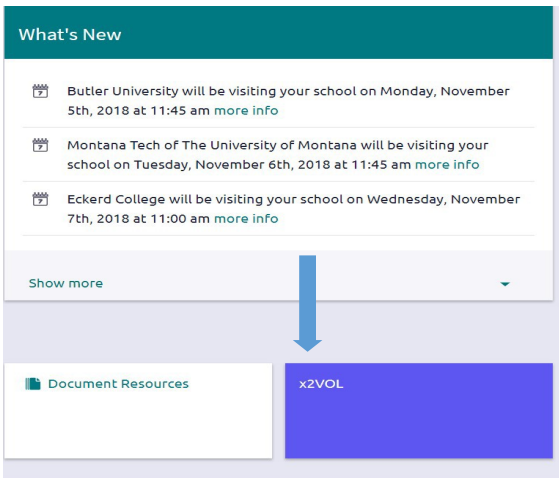 What's New
Butler University will be visiting your school on Monday, November
5th, 2018 at 11:45 am more info
Montana Tech of The University of Montana will be visiting your
school on Tuesday, November 6th, 2018 at 11:45 am more info
Eckerd College will be visiting your school on Wednesday, November
7th, 2018 at 11:00 am more info
Show more
Document Resources
x2VOL